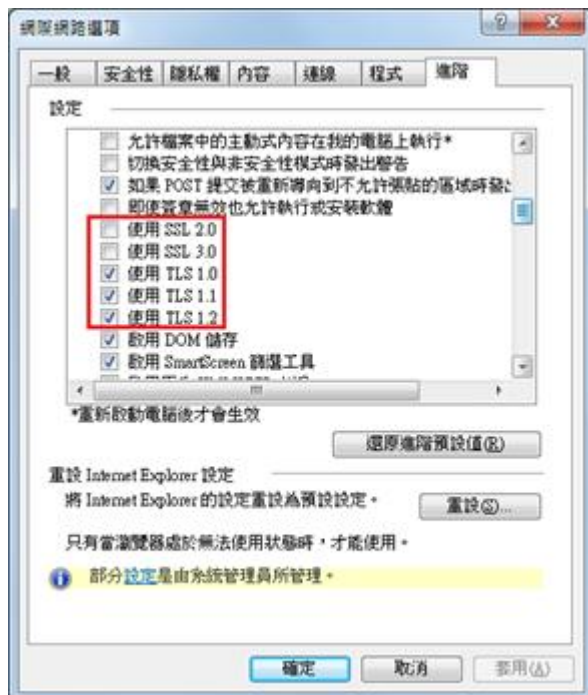 網際網路選項
一般 安全性 隱私權 內容 連線 程式 進階
設定
允許檔案中的主動式內容在我的電腦上執行*
切換安全性與非安全性模式時發出警告
如果 POST 提交被重新導向到不允許張貼的區域時發出
即使簽章無效也允許執行或安裝軟體
使用 SSL 2.0
使用 SSL 3.0
使用 TLS 1.0
使用 TLS 1.1
使用 TLS 1.2
啟用 DOM 儲存
啟用 SmartScreen 篩選工具
*重新啟動電腦後才會生效
還原進階預設值(R)
重設 Internet Explorer 設定
將 Internet Explorer 的設定重設為預設設定。
重設(S)...
只有當瀏覽器處於無法使用狀態時，才能使用。
部分設定是由系統管理員所管理。
確定 取消 套用(A)